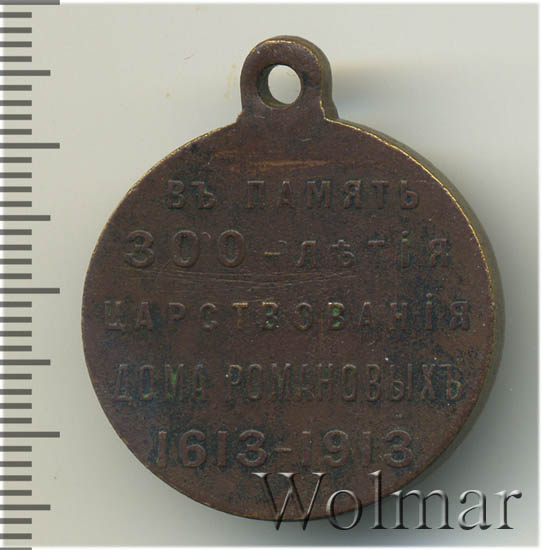 ВЪ ПАМЯТЬ
300-ЛѢТІЯ
ЦАРСТВОВАНІЯ
ДОМА РОМАНОВЫХЪ
1613-1913
Wolmar